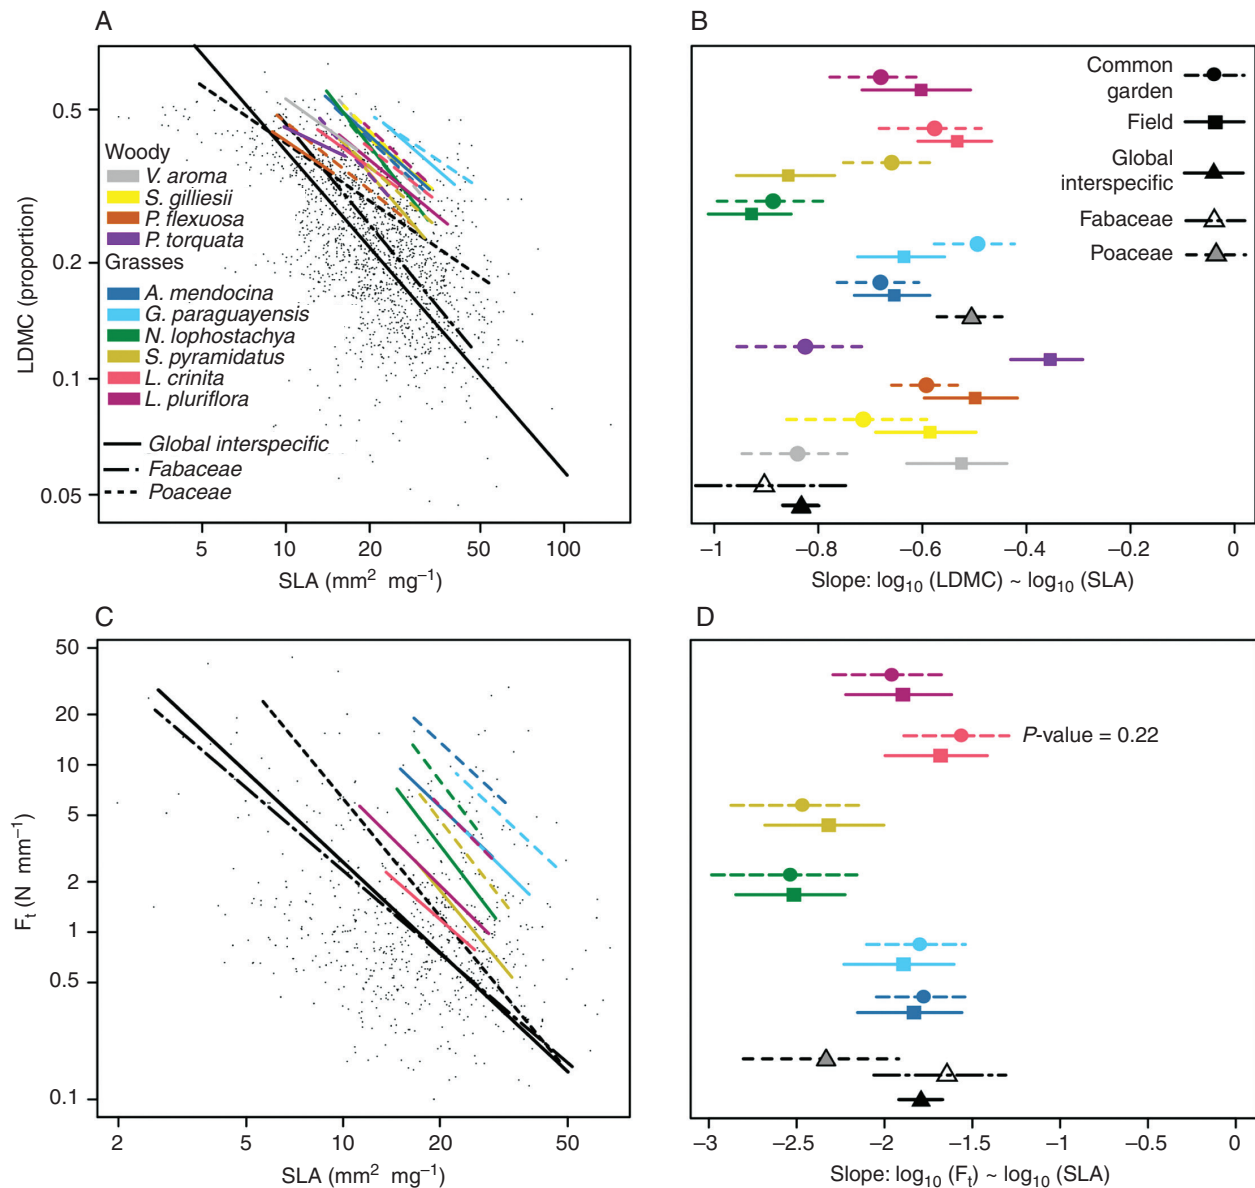 A
LDMC (proportion)
0.5
0.2
0.1
0.05
Woody
V. aroma
S. gilliesii
P. flexuosa
P. torquata
Grasses
A. mendocina
G. paraguayensis
N. lophostachya
S. pyramidatus
L. crinita
L. pluriflora
Global interspecific
Fabaceae
Poaceae
5 10 20 50 100
SLA (mm² mg⁻¹)
B
Common
garden
Field
Global
interspecific
Fabaceae
Poaceae
−1 −0.8 −0.6 −0.4 −0.2 0
Slope: log₁₀ (LDMC) ~ log₁₀ (SLA)
C
Fₜ (N mm⁻¹)
50
20
10
5
2
1
0.5
0.1
2 5 10 20 50
SLA (mm² mg⁻¹)
D
P-value = 0.22
−3 −2.5 −2 −1.5 −1 −0.5 0
Slope: log₁₀ (Fₜ) ~ log₁₀ (SLA)